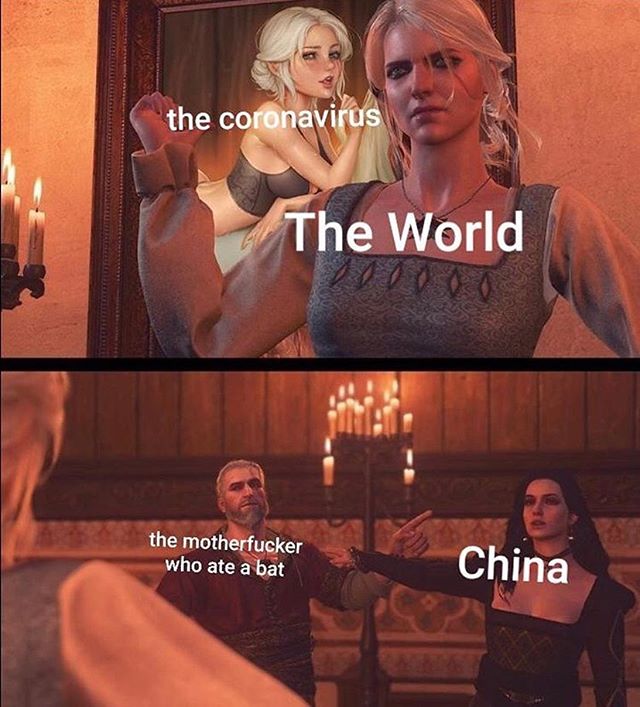 the coronavirus
The World
the motherfucker
who ate a bat
China